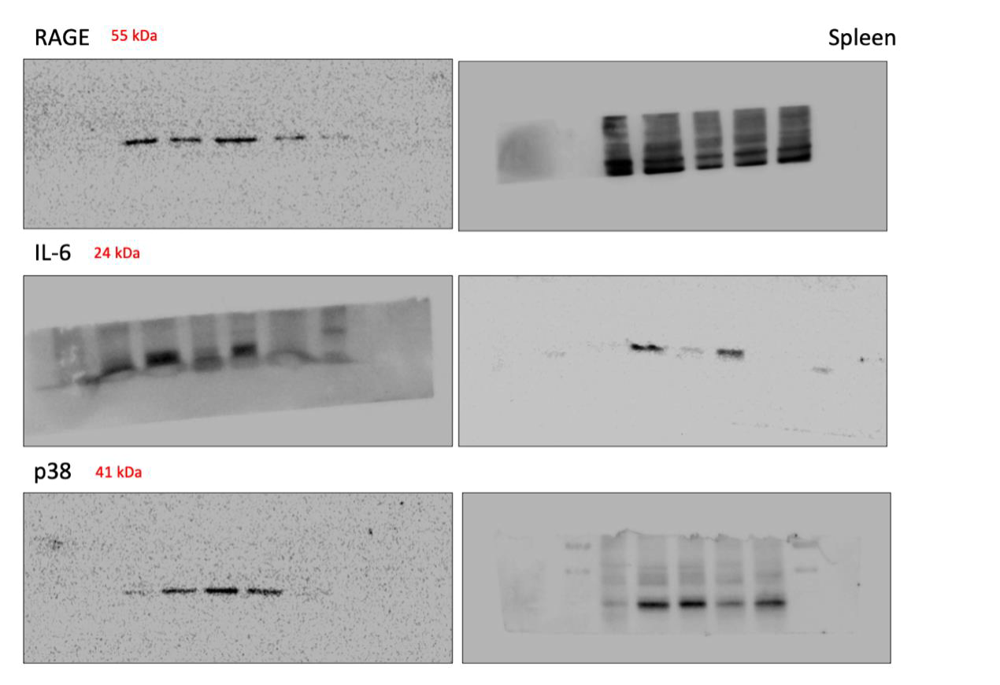 RAGE 55 kDa Spleen
IL-6 24 kDa
p38 41 kDa